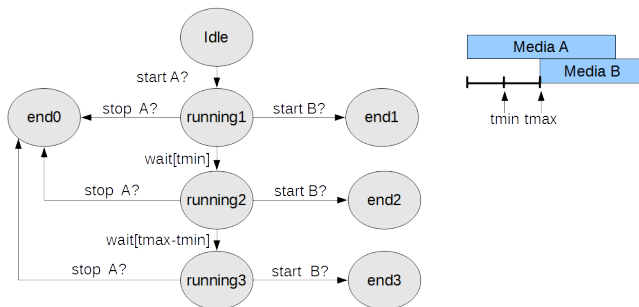 Idle
Media A
Media B
start A?
end0
stop A?
running1
start B?
end1
tmin tmax
wait[tmin]
stop A?
running2
start B?
end2
wait[tmax-tmin]
stop A?
running3
start B?
end3